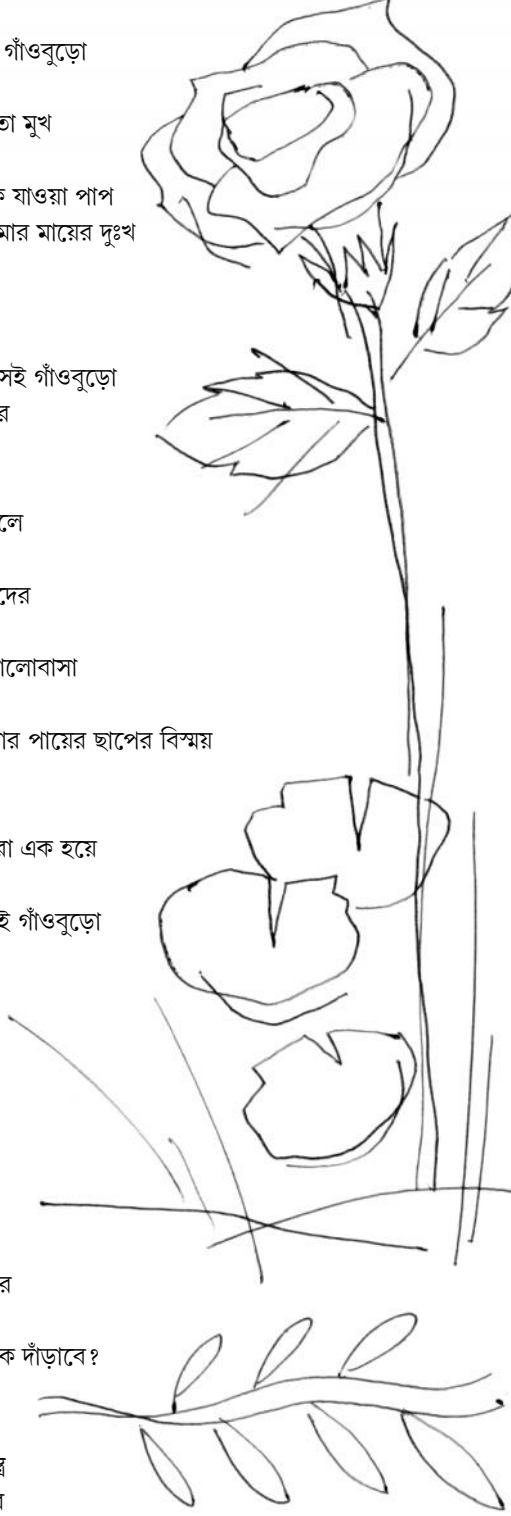 গাঁওবুড়ো
তা মুখ
ক যাওয়া পাপ
মার মায়ের দুঃখ
সেই গাঁওবুড়ো
র
লে
দের
ালোবাসা
ার পায়ের ছাপের বিস্ময়
রা এক হয়ে
ই গাঁওবুড়ো
র
ক দাঁড়াবে?
স্ত্র
র